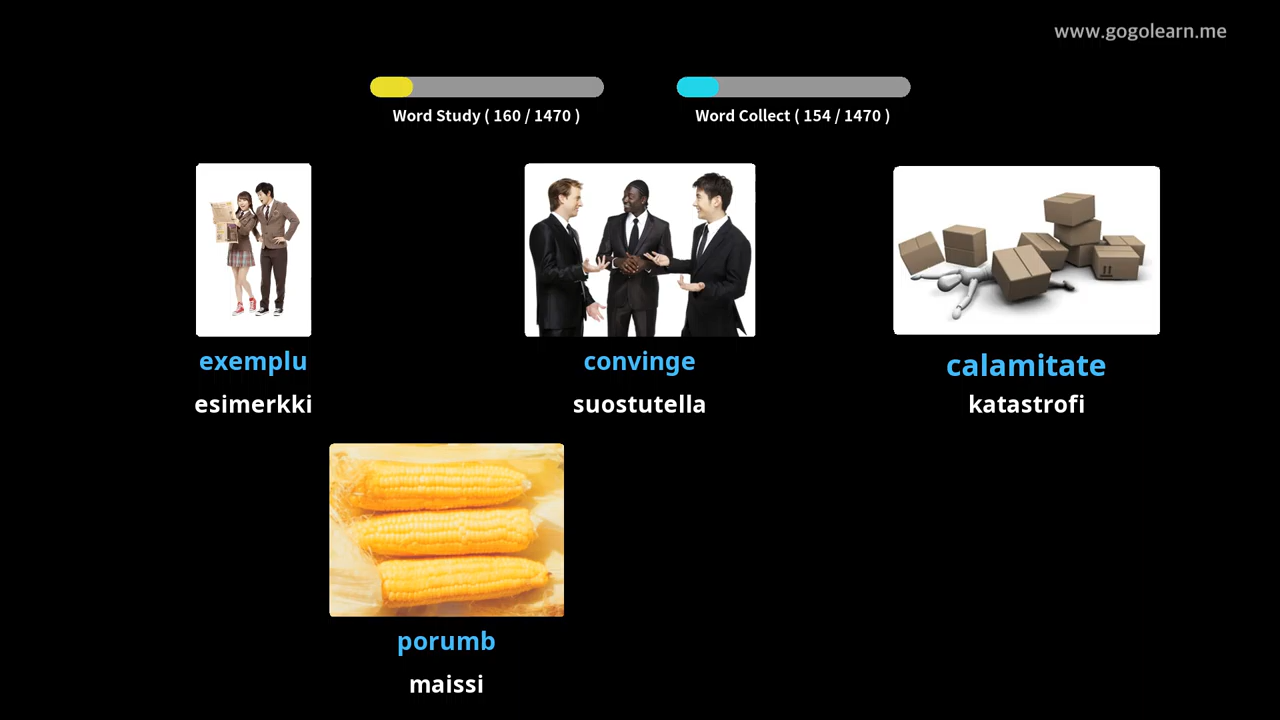 www.gogolearn.me
Word Study ( 160 / 1470 )
Word Collect ( 154 / 1470 )
exemplu
esimerkki
convinge
suostutella
calamitate
katastrofi
porumb
maissi